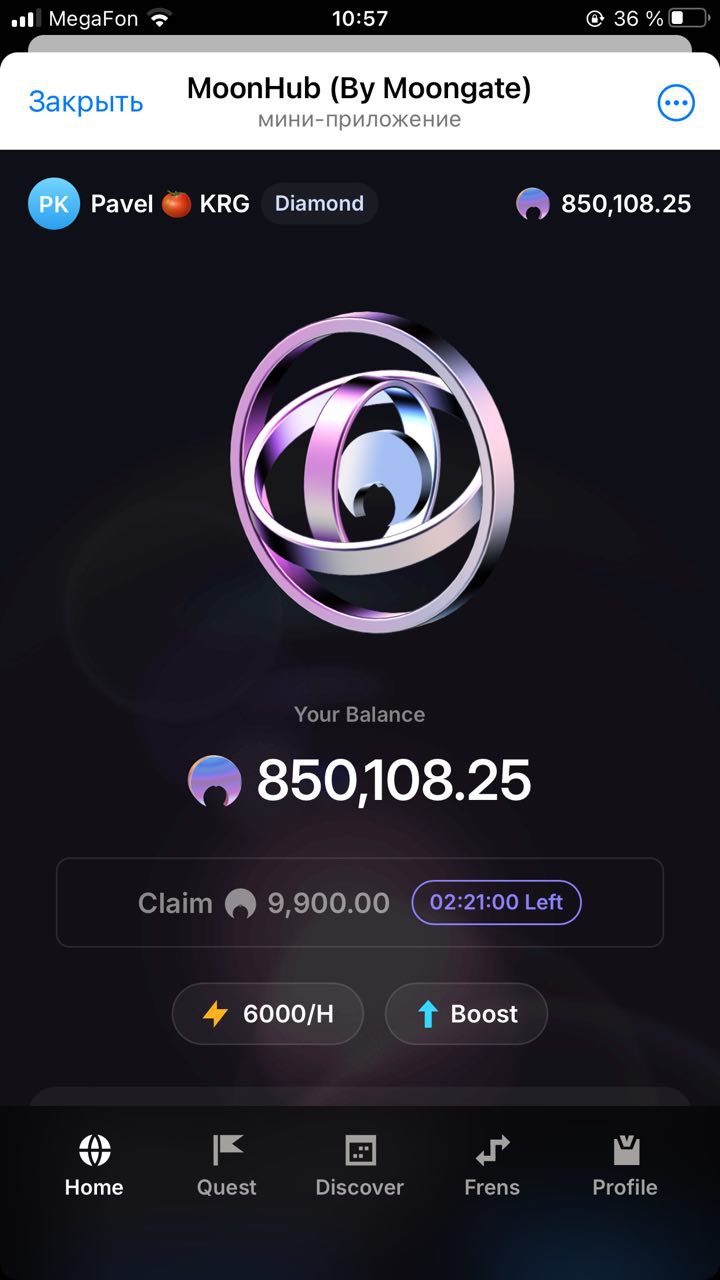 MegaFon 10:57 36 %
Закрыть MoonHub (By Moongate)
мини-приложение
PK Pavel 🍅 KRG Diamond 850,108.25
Your Balance
850,108.25
Claim 9,900.00 02:21:00 Left
6000/H Boost
Home Quest Discover Frens Profile